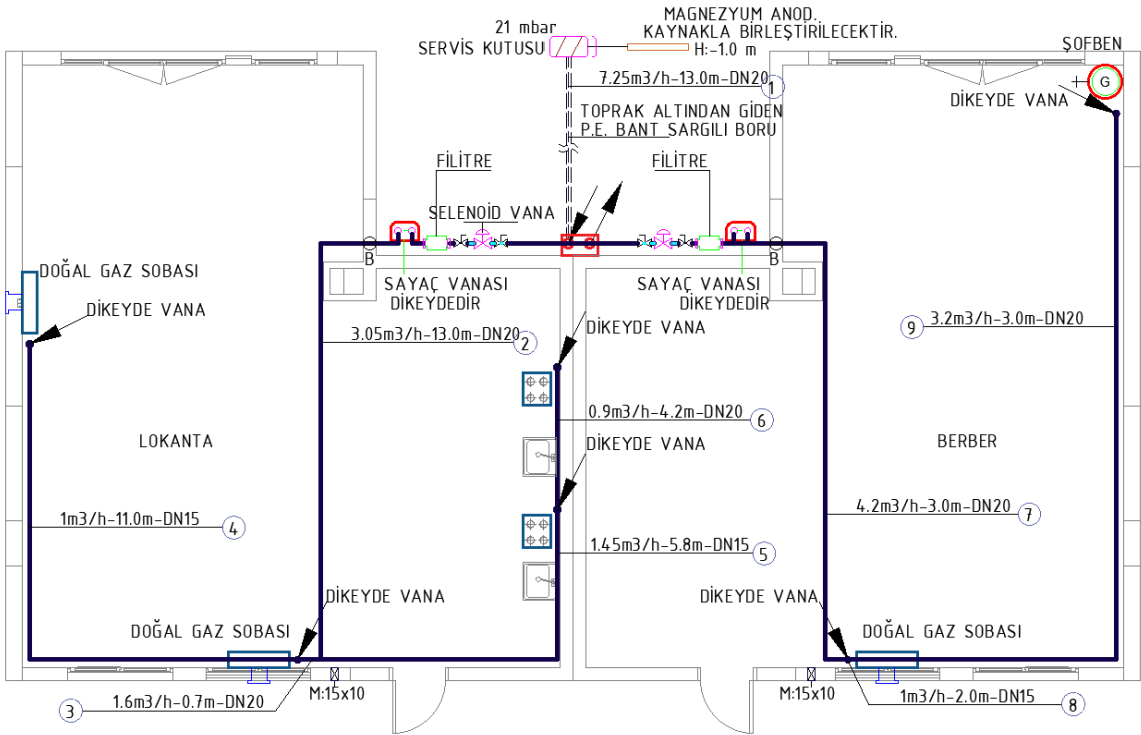 MAGNEZYUM ANOD.
KAYNAKLA BİRLEŞTİRİLECEKTİR.
21 mbar
SERVİS KUTUSU
H:-1.0 m
ŞOFBEN
G
7.25m3/h-13.0m-DN20
1
DİKEYDE VANA
TOPRAK ALTINDAN GİDEN
P.E. BANT SARGILI BORU
FİLİTRE
FİLİTRE
SELENOİD VANA
B
B
DOĞAL GAZ SOBASI
SAYAÇ VANASI
DİKEYDEDİR
SAYAÇ VANASI
DİKEYDEDİR
DİKEYDE VANA
DİKEYDE VANA
3.05m3/h-13.0m-DN20
2
9
3.2m3/h-3.0m-DN20
0.9m3/h-4.2m-DN20
6
LOKANTA
DİKEYDE VANA
BERBER
1m3/h-11.0m-DN15
4
4.2m3/h-3.0m-DN20
7
1.45m3/h-5.8m-DN15
5
DİKEYDE VANA
DİKEYDE VANA
DOĞAL GAZ SOBASI
DOĞAL GAZ SOBASI
M:15x10
M:15x10
1.6m3/h-0.7m-DN20
3
1m3/h-2.0m-DN15
8